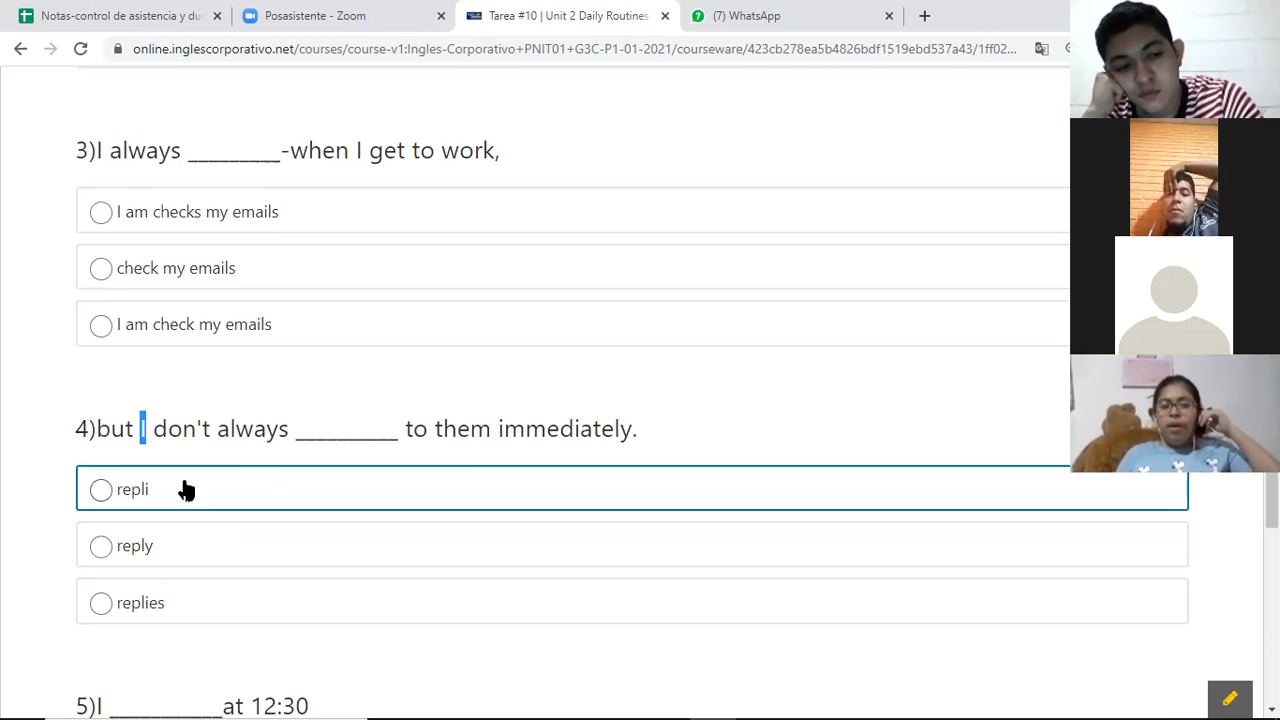 Notas-control de asistencia y du
Posasistente - Zoom
Tarea #10 | Unit 2 Daily Routines
(7) WhatsApp
online.inglescorporativo.net/courses/course-v1:Ingles-Corporativo+PNIT01+G3C-P1-01-2021/courseware/423cb278ea5b4826bdf1519ebd537a43/1ff02...
3)I always _________-when I get to work,
I am checks my emails
check my emails
I am check my emails
4)but I don't always __________ to them immediately.
repli
reply
replies
5)I ___________at 12:30